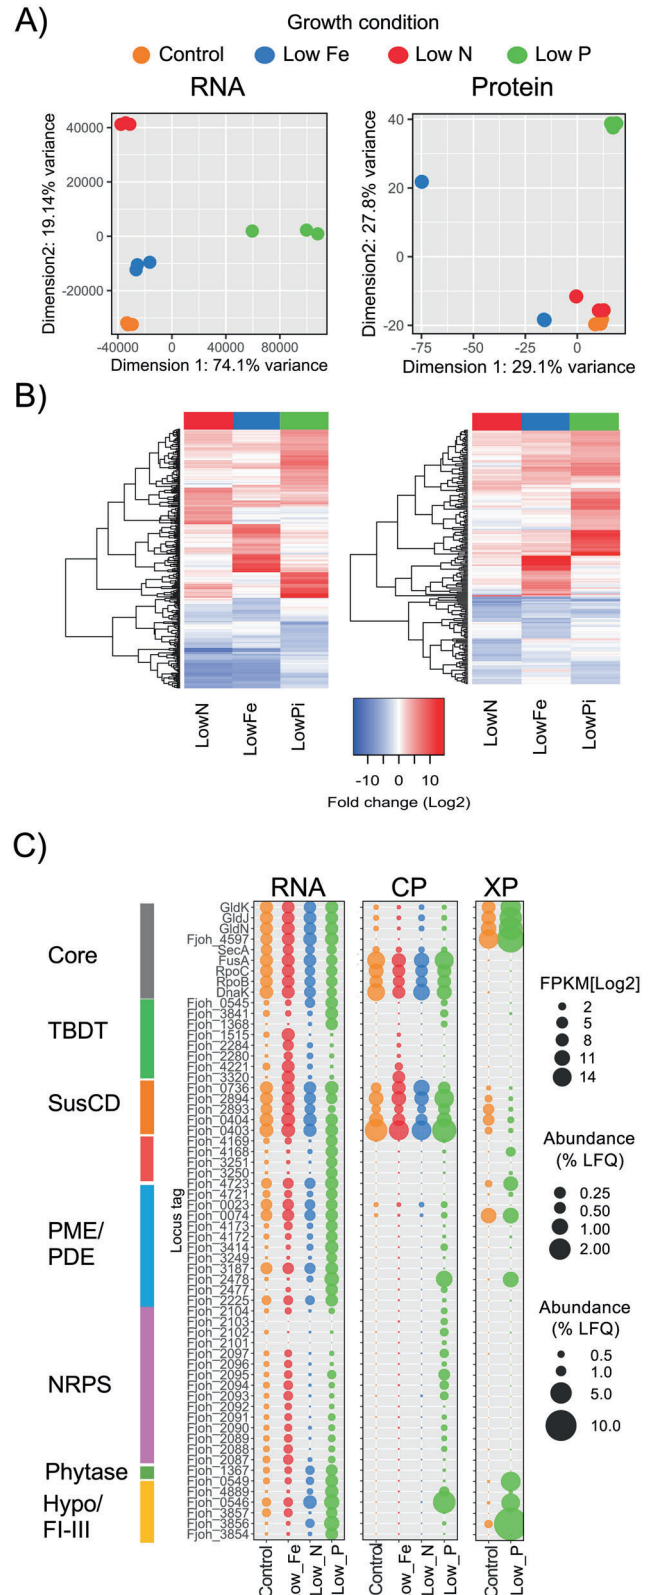 A)
Growth condition
Control Low Fe Low N Low P
RNA Protein
Dimension2: 19.14% variance
40000
20000
0
-20000
-40000 0 40000 80000
Dimension 1: 74.1% variance
Dimension2: 27.8% variance
40
20
0
-20
-75 -50 -25 0
Dimension 1: 29.1% variance
B)
LowN LowFe LowPi
LowN LowFe LowPi
-10 0 10
Fold change (Log2)
C)
RNA CP XP
Core
TBDT
SusCD
PME/
PDE
NRPS
Phytase
Hypo/
FI-III
Locus tag
GldK
GldJ
GldN
Fjoh_4597
SecA
FusA
RpoC
RpoB
DnaK
Fjoh_0545
Fjoh_3841
Fjoh_1368
Fjoh_1515
Fjoh_2284
Fjoh_2280
Fjoh_4221
Fjoh_3320
Fjoh_0736
Fjoh_2894
Fjoh_2893
Fjoh_0404
Fjoh_0403
Fjoh_4169
Fjoh_4168
Fjoh_3251
Fjoh_3250
Fjoh_4723
Fjoh_4721
Fjoh_0023
Fjoh_0074
Fjoh_4173
Fjoh_4172
Fjoh_3414
Fjoh_3249
Fjoh_3187
Fjoh_2478
Fjoh_2477
Fjoh_2225
Fjoh_2104
Fjoh_2103
Fjoh_2102
Fjoh_2101
Fjoh_2097
Fjoh_2096
Fjoh_2095
Fjoh_2094
Fjoh_2093
Fjoh_2092
Fjoh_2091
Fjoh_2090
Fjoh_2089
Fjoh_2088
Fjoh_2087
Fjoh_1367
Fjoh_0549
Fjoh_4889
Fjoh_0546
Fjoh_3857
Fjoh_3856
Fjoh_3854
Control Low_Fe Low_N Low_P
Control Low_Fe Low_N Low_P
Control Low_P
FPKM[Log2]
2
5
8
11
14
Abundance
(% LFQ)
0.25
0.50
1.00
2.00
Abundance
(% LFQ)
0.5
1.0
5.0
10.0